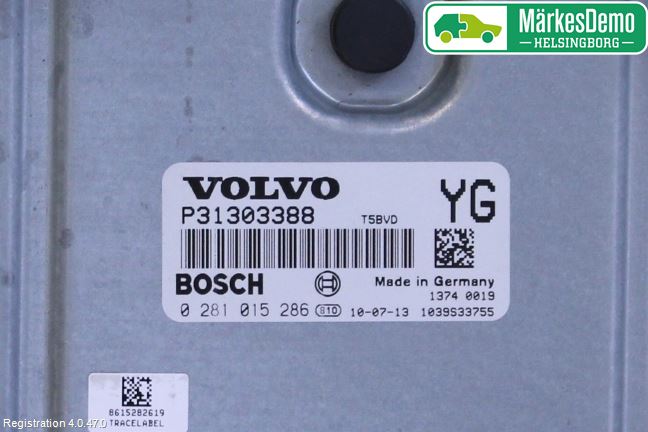 MärkesDemo
HELSINGBORG
VOLVO
P31303388 T5BVD YG
BOSCH Made in Germany
1374 0019
0 281 015 286 B10 10-07-13 1039S33755
8615282619
TRACELABEL
Registration 4.0.47.0